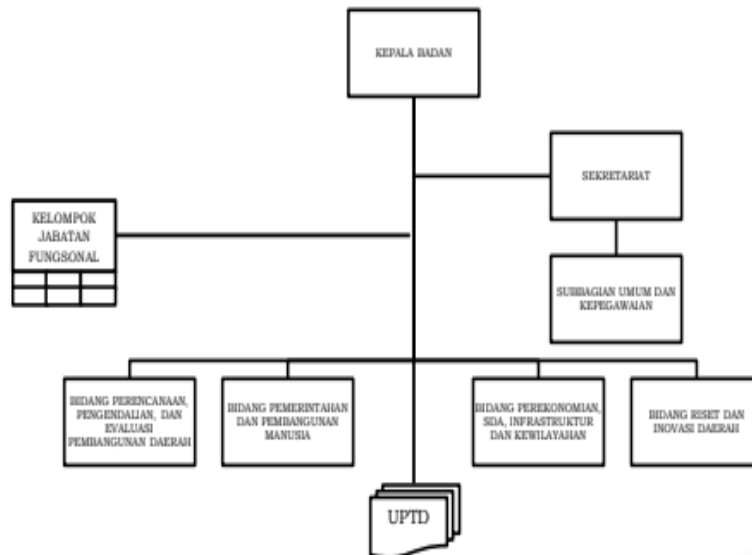 KEPALA BADAN
SEKRETARIAT
KELOMPOK
JABATAN
FUNGSONAL
SUBBAGIAN UMUM DAN
KEPEGAWAIAN
BIDANG PERENCANAAN,
PENGENDALIAN, DAN
EVALUASI
PEMBANGUNAN DAERAH
BIDANG PEMERINTAHAN
DAN PEMBANGUNAN
MANUSIA
BIDANG PEREKONOMIAN,
SDA, INFRASTRUKTUR
DAN KEWILAYAHAN
BIDANG RISET DAN
INOVASI DAERAH
UPTD